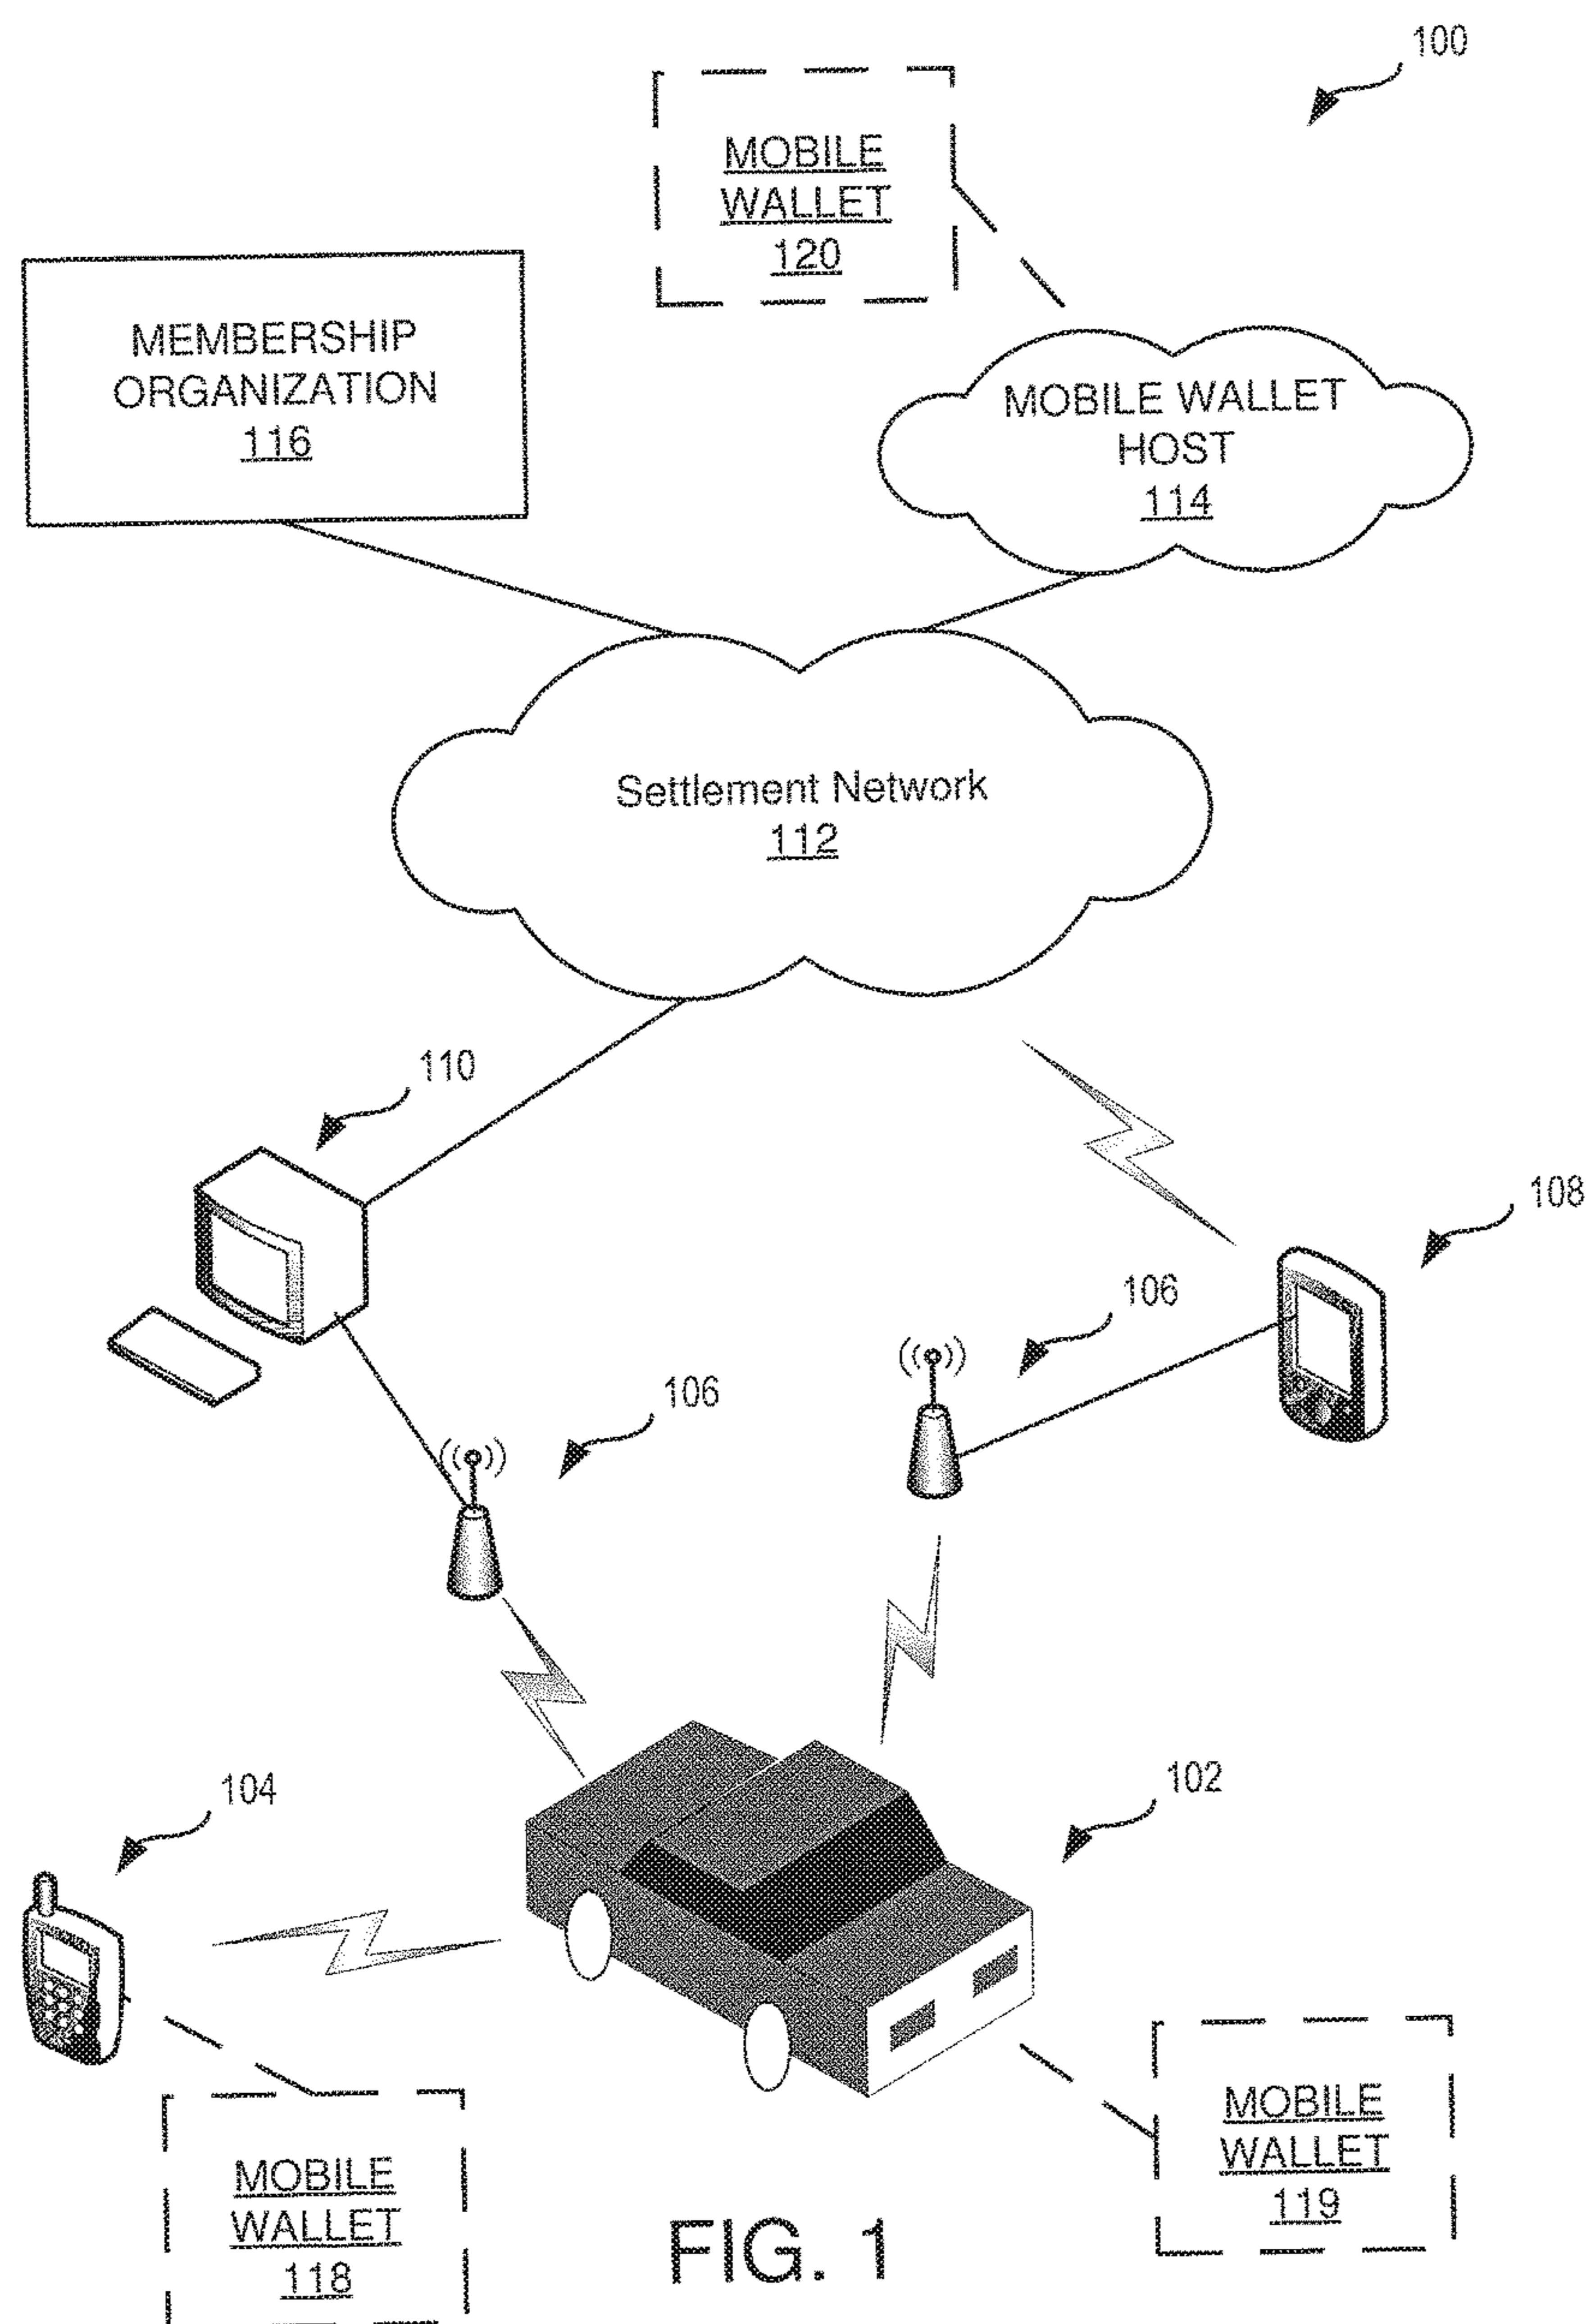 100
MOBILE
WALLET
120
MEMBERSHIP
ORGANIZATION
116
MOBILE WALLET
HOST
114
Settlement Network
112
110
108
106
106
104
102
MOBILE
WALLET
118
MOBILE
WALLET
119
FIG. 1